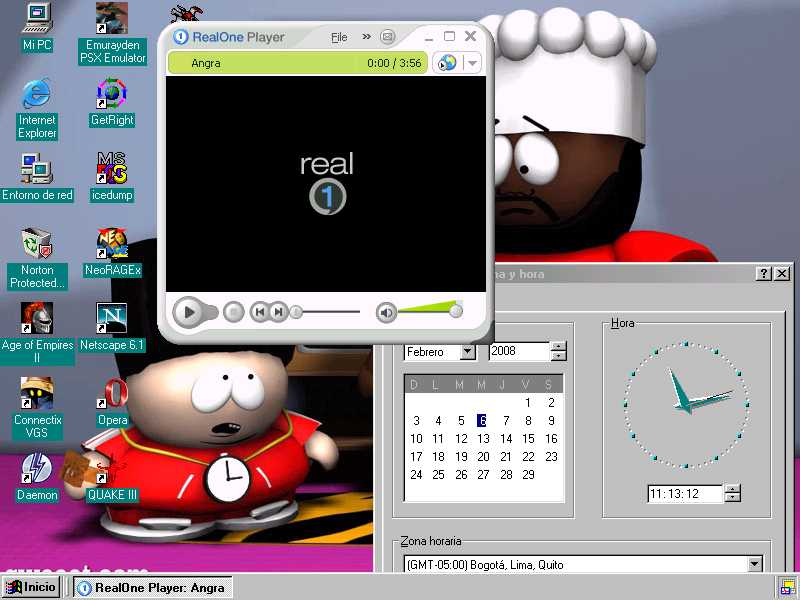 Mi PC
Emurayden
PSX Emulator
Internet
Explorer
GetRight
Entorno de red
icedump
Norton
Protected...
NeoRAGEx
Age of Empires
II
Netscape 6.1
Connectix
VGS
Opera
Daemon
QUAKE III
RealOne Player
File
»
Angra
0:00 / 3:56
real
1
y hora
Febrero
2008
D L M M J V S
1 2
3 4 5 6 7 8 9
10 11 12 13 14 15 16
17 18 19 20 21 22 23
24 25 26 27 28 29
Hora
11:13:12
Zona horaria
(GMT-05:00) Bogotá, Lima, Quito
Inicio
RealOne Player: Angra